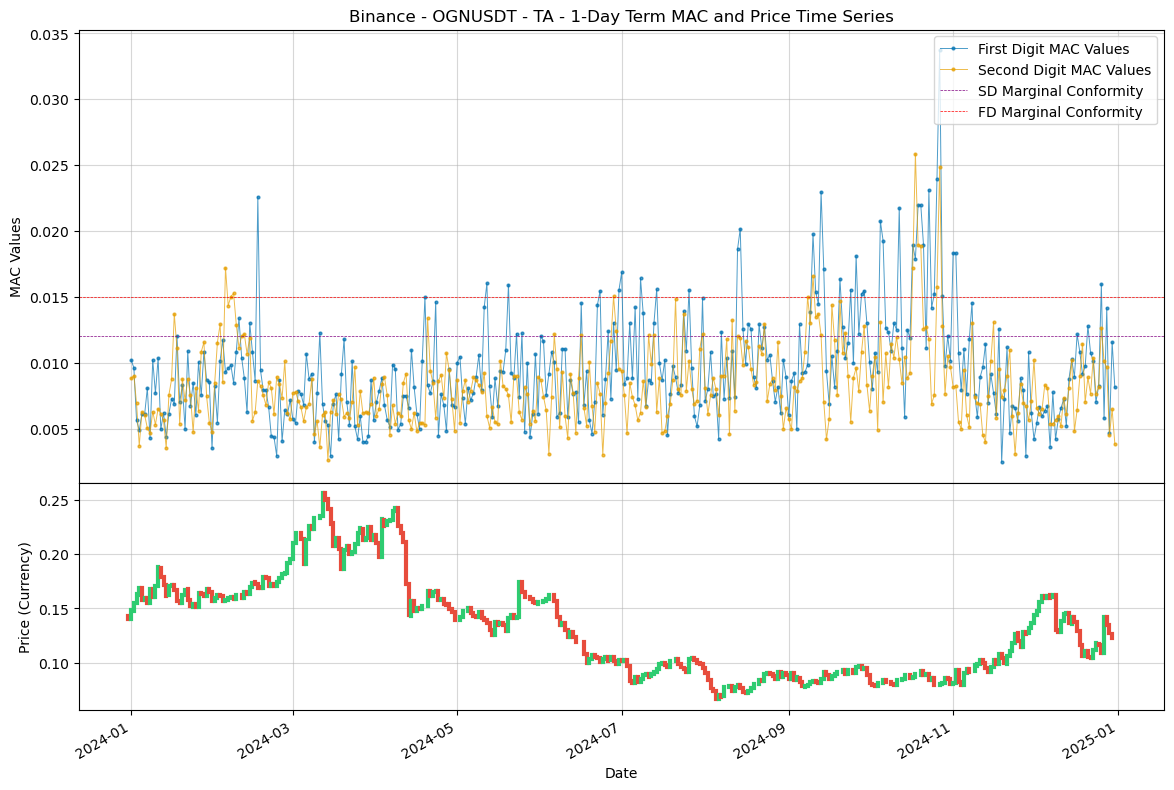 Binance - OGNUSDT - TA - 1-Day Term MAC and Price Time Series
0.035
0.030
0.025
0.020
0.015
0.010
0.005
MAC Values
First Digit MAC Values
Second Digit MAC Values
SD Marginal Conformity
FD Marginal Conformity
0.25
0.20
0.15
0.10
Price (Currency)
2024-01
2024-03
2024-05
2024-07
2024-09
2024-11
2025-01
Date